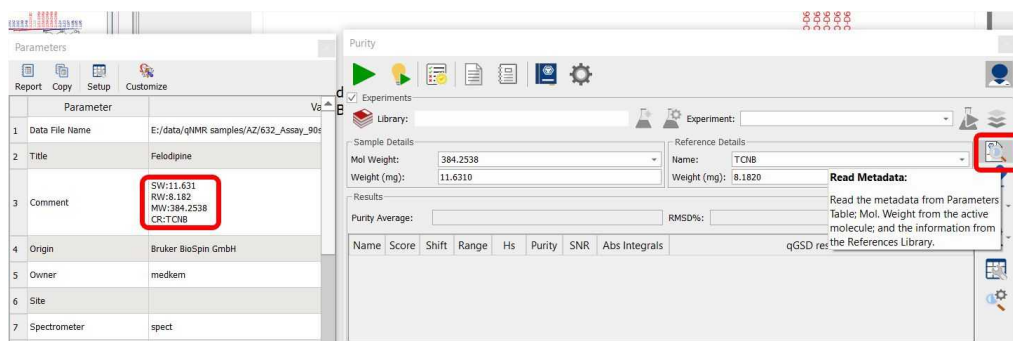 Parameters
Report Copy Setup Customize
Parameter Va
1 Data File Name E:/data/qNMR samples/AZ/632_Assay_90s
2 Title Felodipine
3 Comment SW:11.631
RW:8.182
MW:384.2538
CR:TCNB
4 Origin Bruker BioSpin GmbH
5 Owner medkem
6 Site
7 Spectrometer spect
Purity
Experiments
Library: Experiment:
Sample Details Reference Details
Mol Weight: 384.2538 Name: TCNB
Weight (mg): 11.6310 Weight (mg): 8.1820
Results
Purity Average: RMSD%:
Name Score Shift Range Hs Purity SNR Abs Integrals qGSD res
Read Metadata:
Read the metadata from Parameters
Table; Mol. Weight from the active
molecule; and the information from
the References Library.